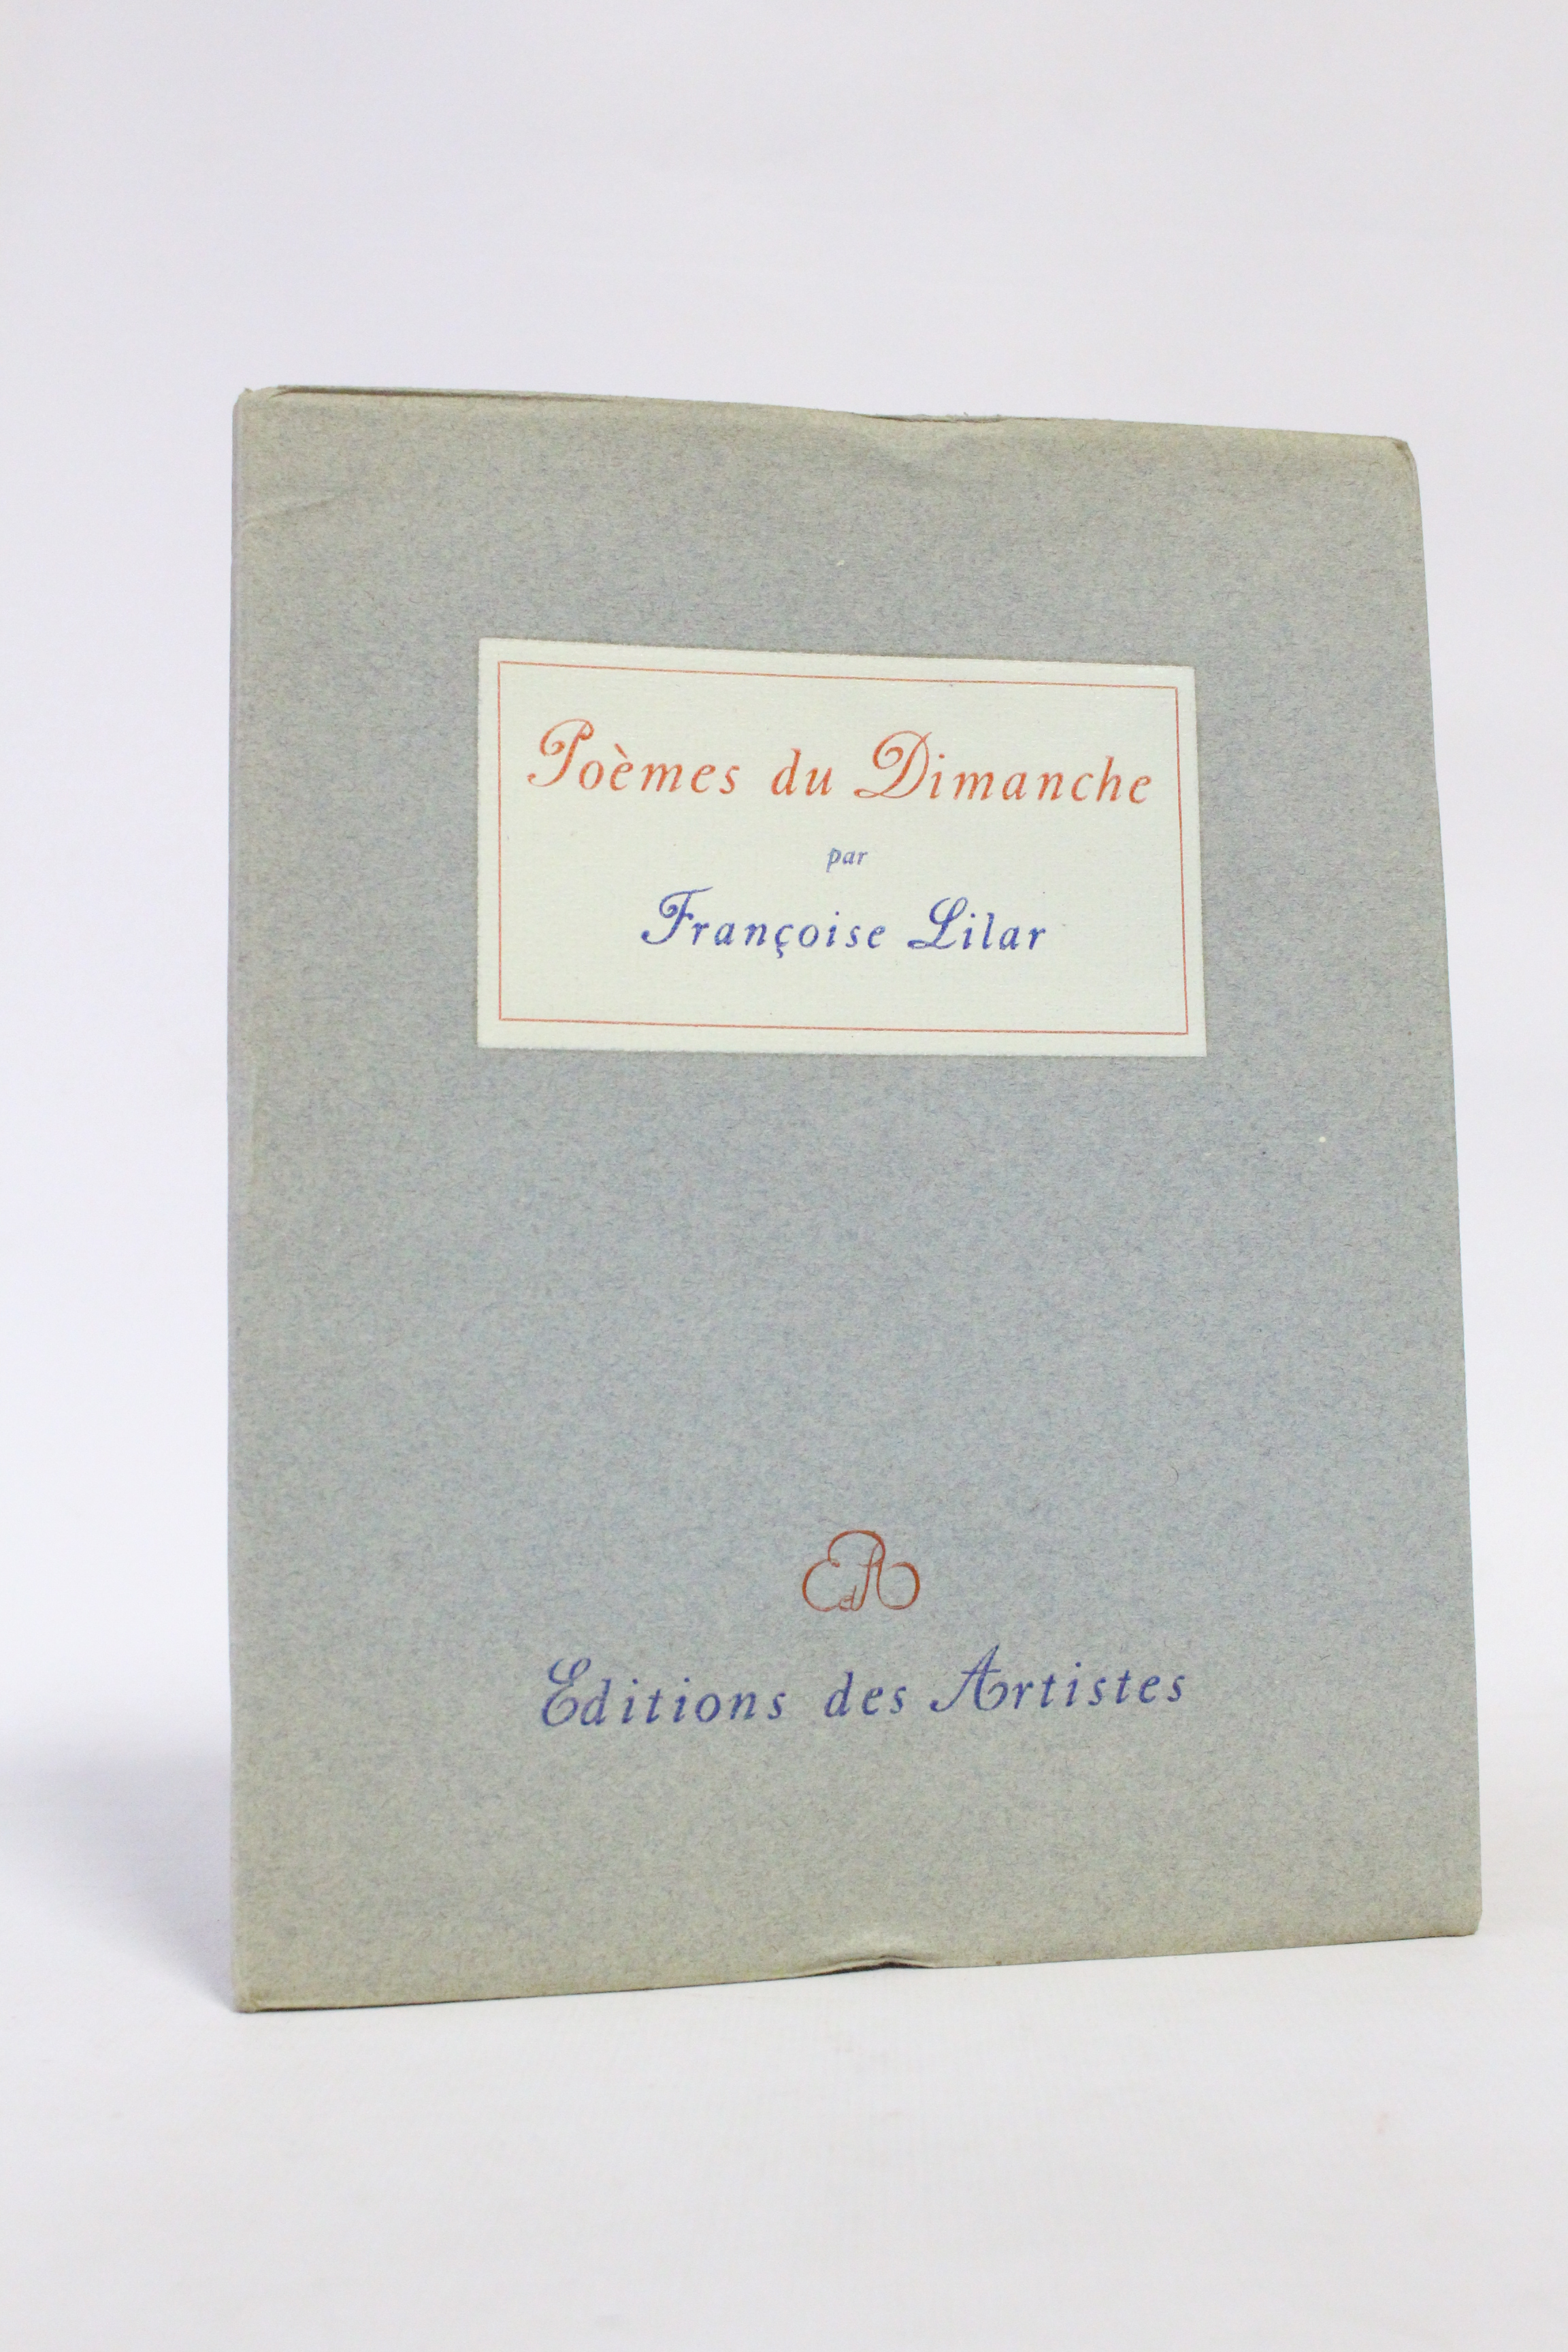 Poèmes du Dimanche
par
Françoise Lilar
EdA
Editions des Artistes